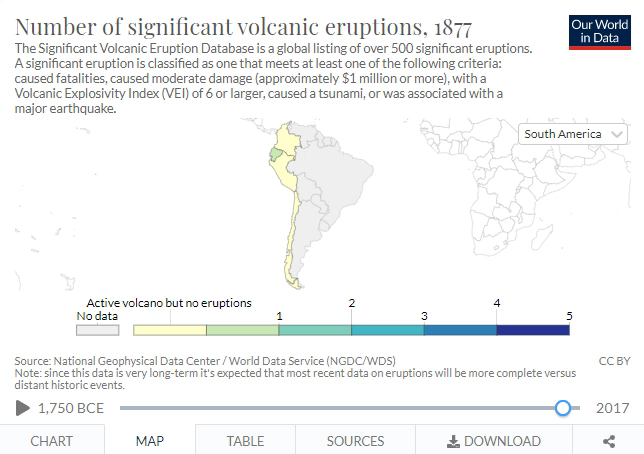 Number of significant volcanic eruptions, 1877
Our World
in Data
The Significant Volcanic Eruption Database is a global listing of over 500 significant eruptions.
A significant eruption is classified as one that meets at least one of the following criteria:
caused fatalities, caused moderate damage (approximately $1 million or more), with a
Volcanic Explosivity Index (VEI) of 6 or larger, caused a tsunami, or was associated with a
major earthquake.
South America
Active volcano but no eruptions
No data
1
2
3
4
5
Source: National Geophysical Data Center / World Data Service (NGDC/WDS)
CC BY
Note: since this data is very long-term it's expected that most recent data on eruptions will be more complete versus
distant historic events.
1,750 BCE
2017
CHART
MAP
TABLE
SOURCES
DOWNLOAD